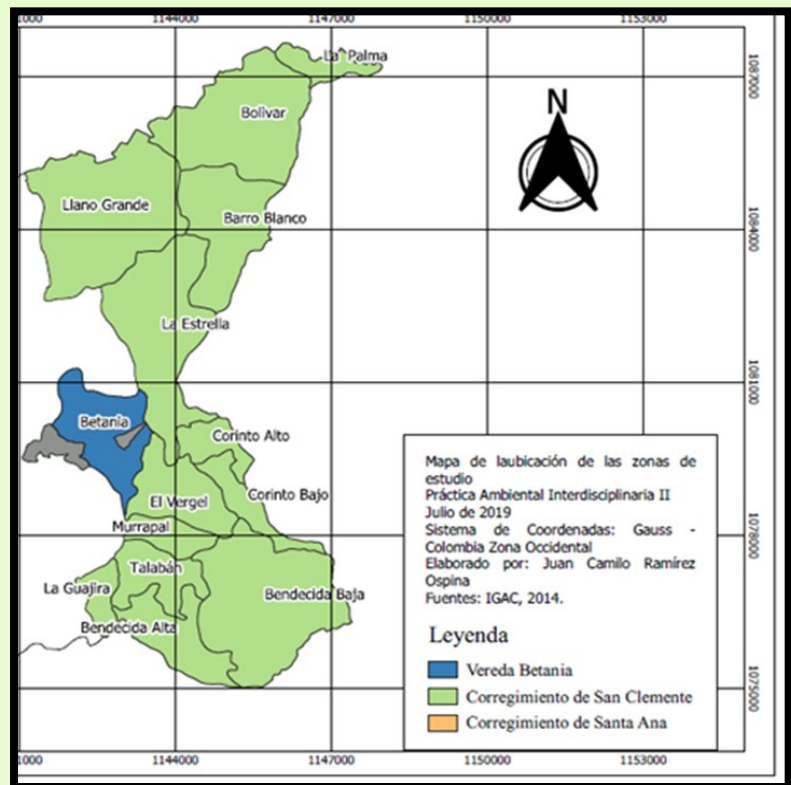 1000
1144000
1147000
1150000
1153000
La Palma
1087000
Bolivar
N
Llano Grande
Barro Blanco
1084000
La Estrella
1081000
Betania
Corinto Alto
Corinto Bajo
El Vergel
Murrapal
1078000
Talabán
La Guajira
Bendecida Baja
Bendecida Alta
1075000
Mapa de laubicación de las zonas de
estudio
Práctica Ambiental Interdisciplinaria II
Julio de 2019
Sistema de Coordenadas: Gauss -
Colombia Zona Occidental
Elaborado por: Juan Camilo Ramírez
Ospina
Fuentes: IGAC, 2014.
Leyenda
Vereda Betania
Corregimiento de San Clemente
Corregimiento de Santa Ana
1000
1144000
1147000
1150000
1153000